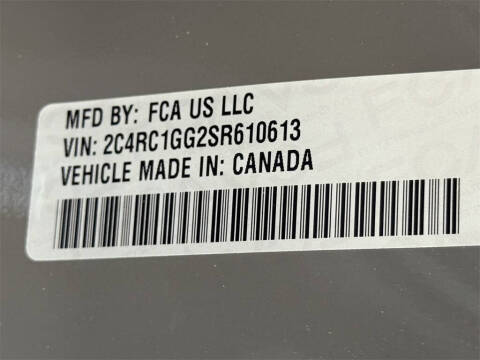 MFD BY: FCA US LLC
VIN: 2C4RC1GG2SR610613
VEHICLE MADE IN: CANADA